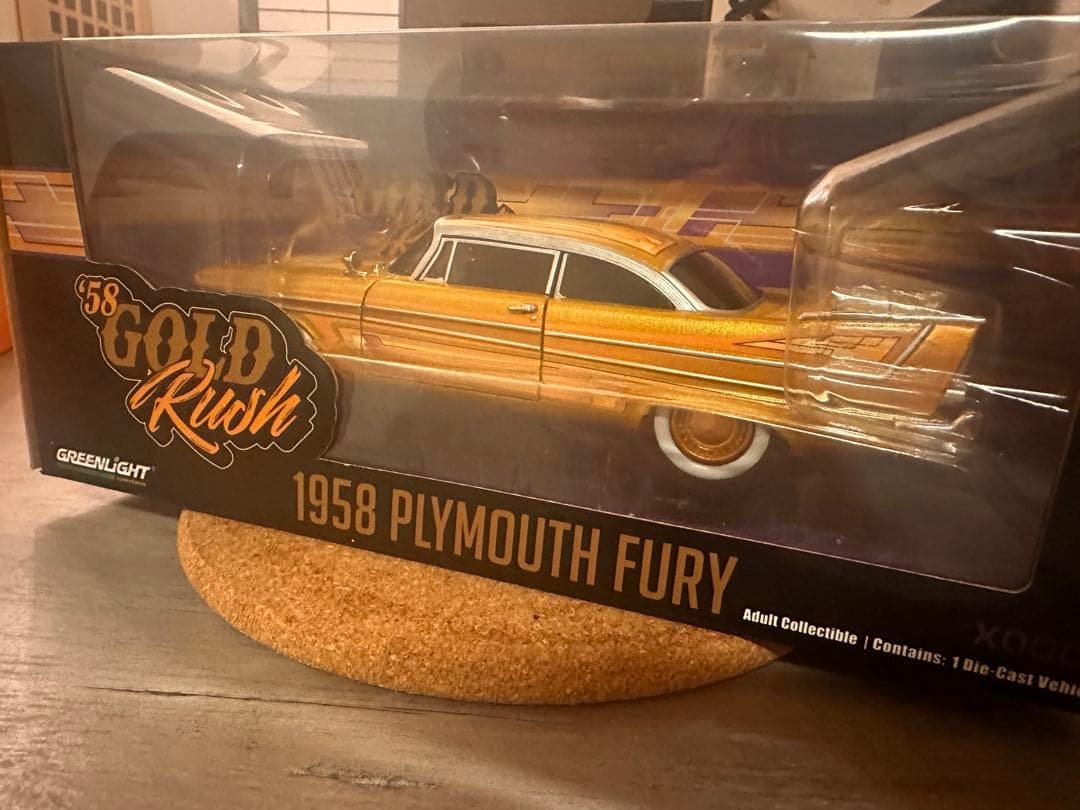 '58
GOLD
Rush
GREENLiGHT
1958 PLYMOUTH FURY
Adult Collectible | Contains: 1 Die-Cast Vehi